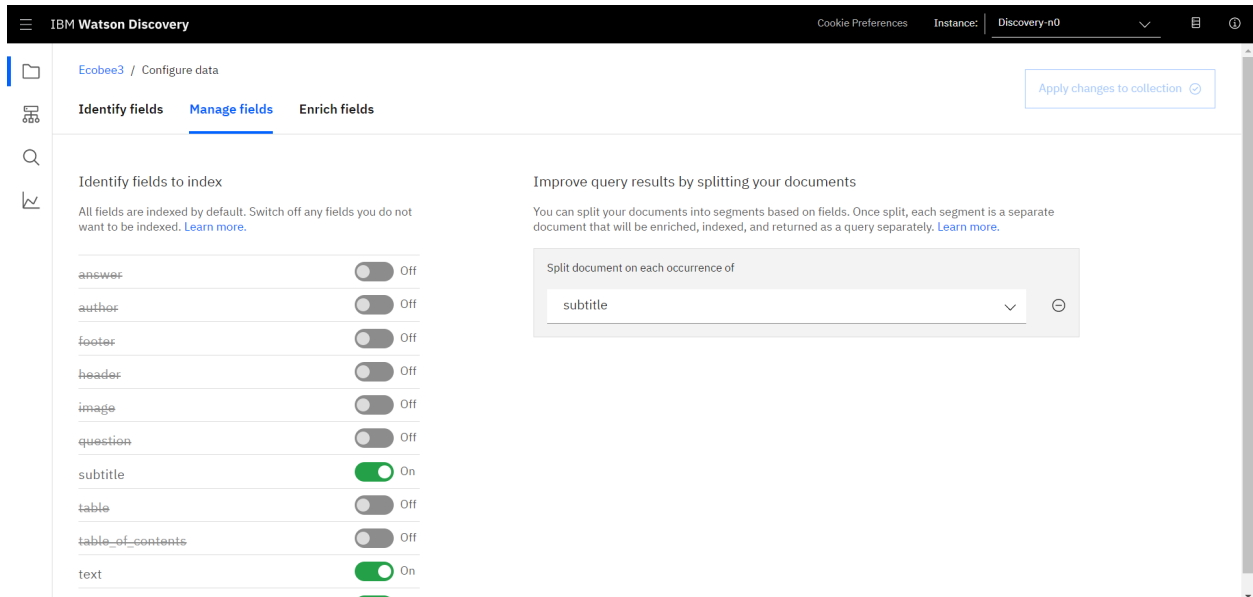 IBM Watson Discovery
Cookie Preferences
Instance:
Discovery-n0
Ecobee3 / Configure data
Apply changes to collection
Identify fields
Manage fields
Enrich fields
Identify fields to index
All fields are indexed by default. Switch off any fields you do not
want to be indexed. Learn more.
answer Off
author Off
footer Off
header Off
image Off
question Off
subtitle On
table Off
table_of_contents Off
text On
Improve query results by splitting your documents
You can split your documents into segments based on fields. Once split, each segment is a separate
document that will be enriched, indexed, and returned as a query separately. Learn more.
Split document on each occurrence of
subtitle